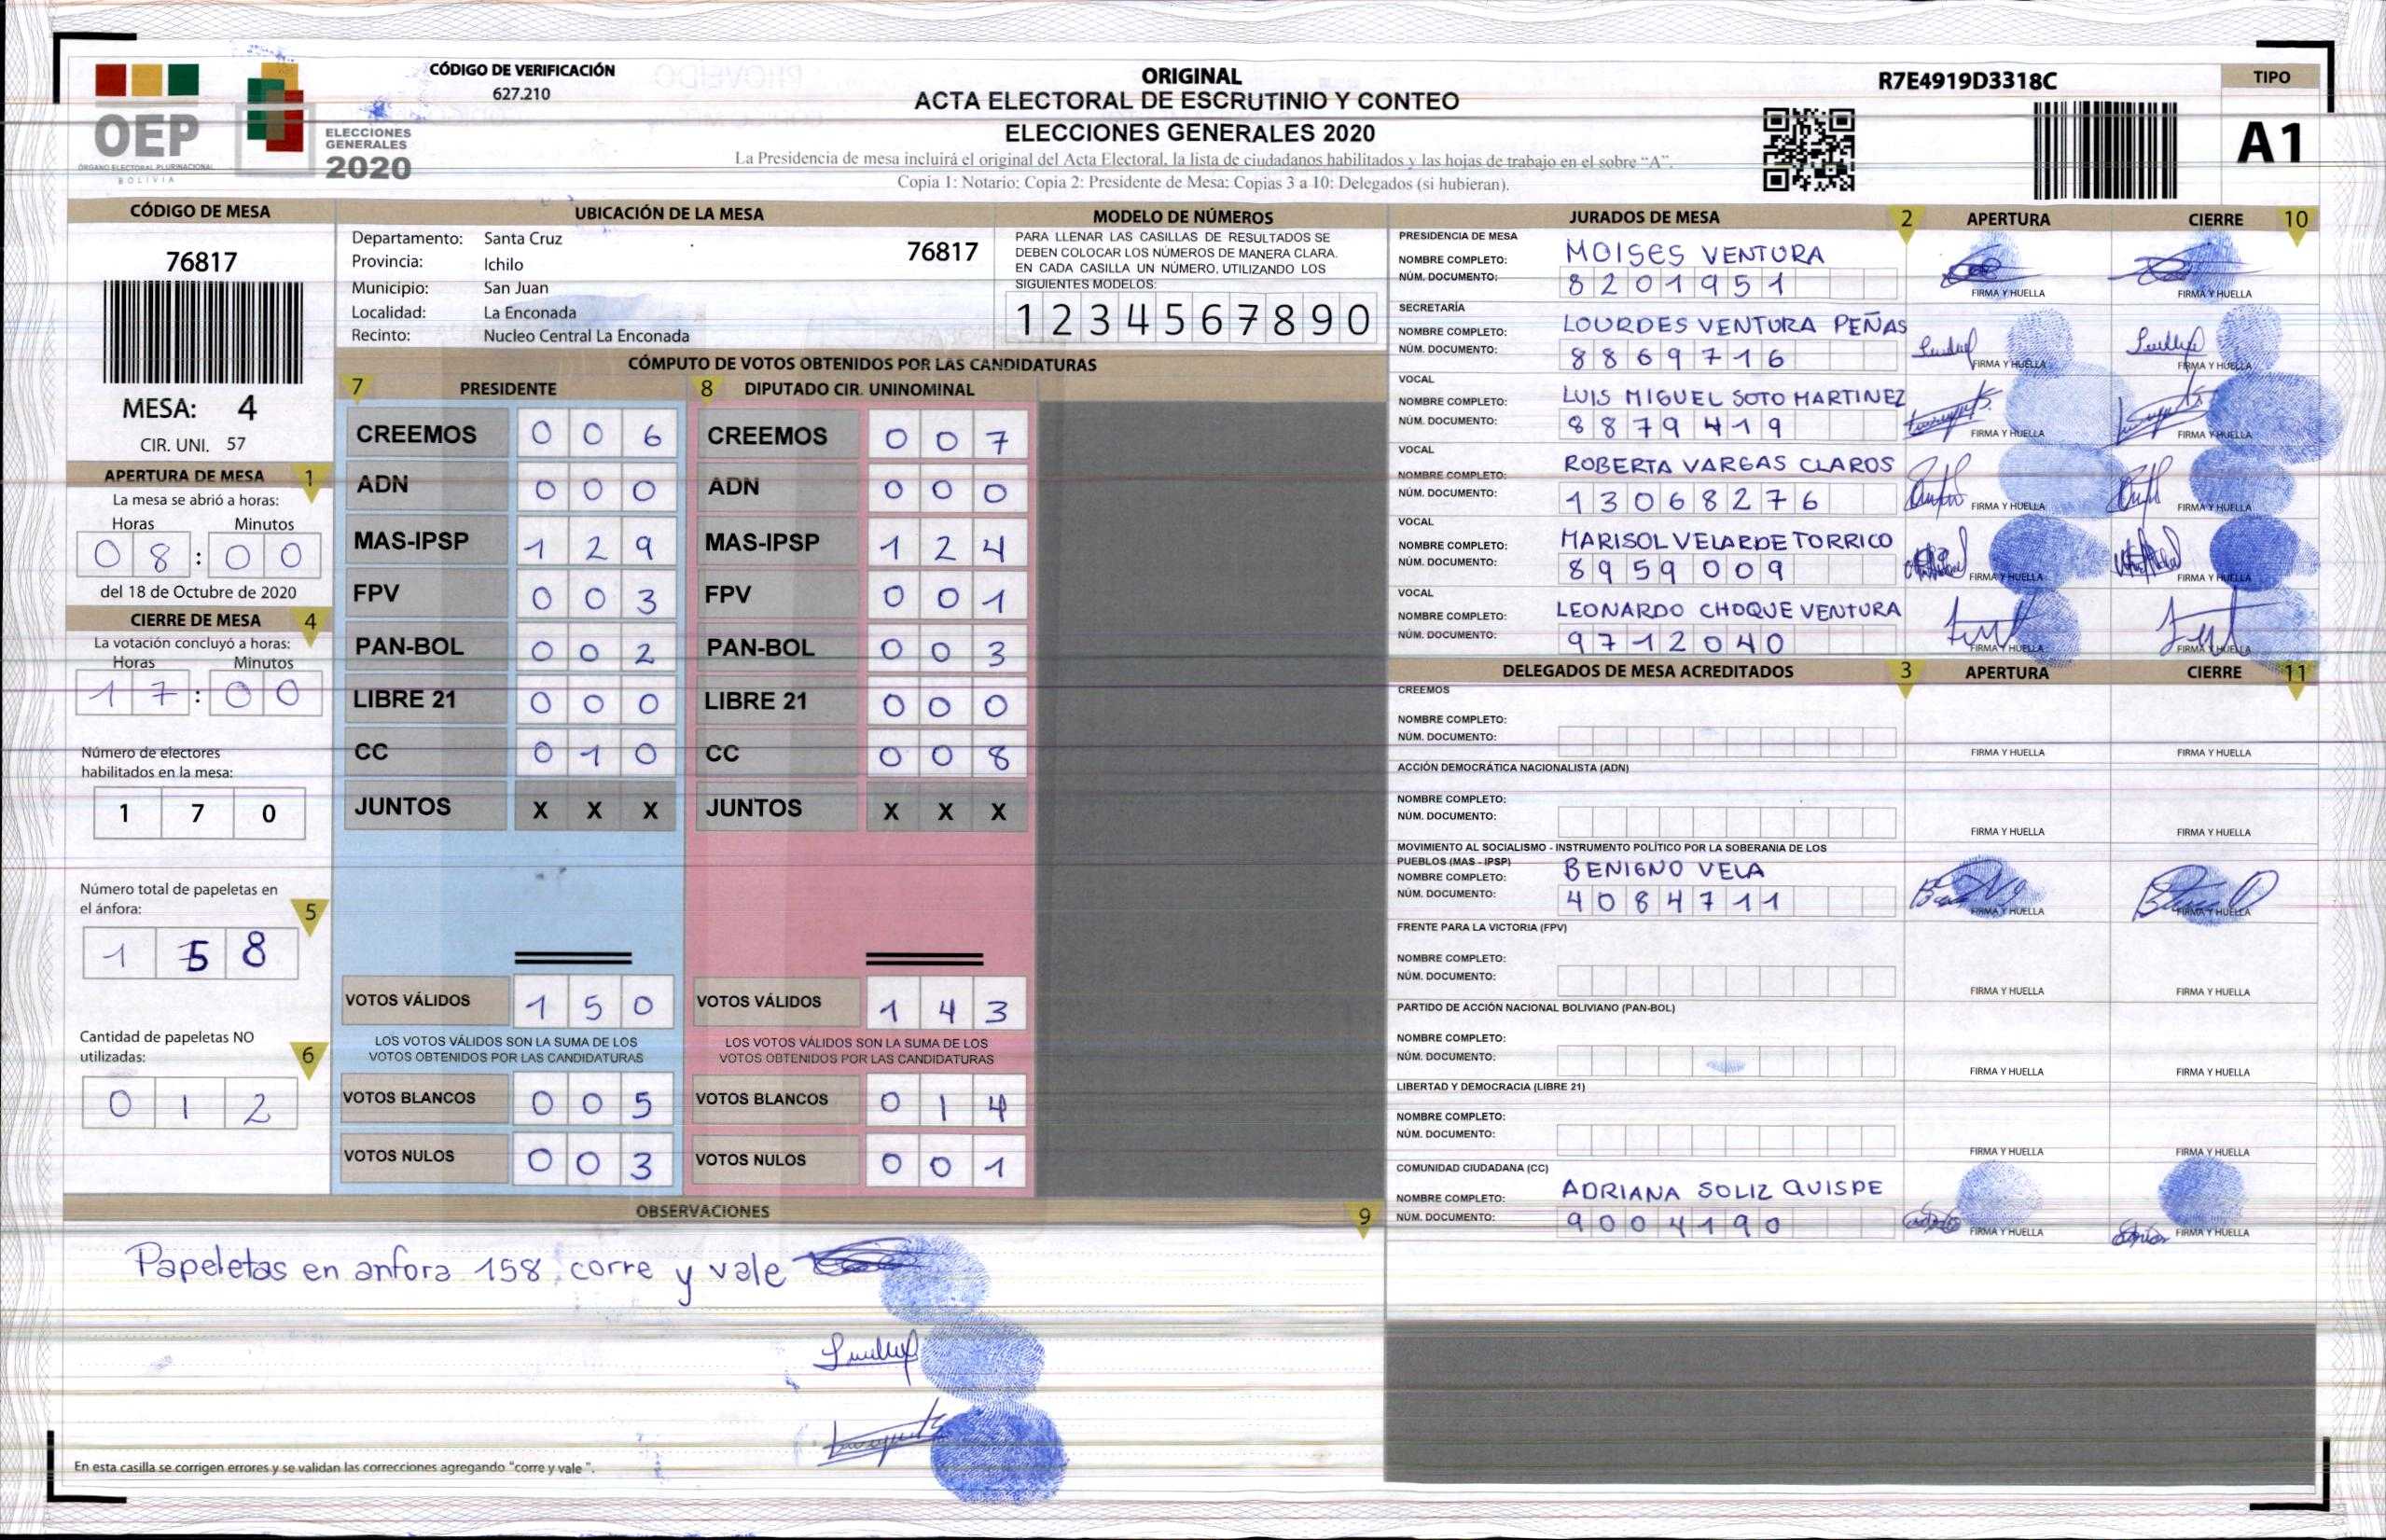 OEP
ÓRGANO ELECTORAL PLURINACIONAL
BOLIVIA
ELECCIONES
GENERALES
2020
CÓDIGO DE VERIFICACIÓN
627.210
ORIGINAL
ACTA ELECTORAL DE ESCRUTINIO Y CONTEO
ELECCIONES GENERALES 2020
La Presidencia de mesa incluirá el original del Acta Electoral, la lista de ciudadanos habilitados y las hojas de trabajo en el sobre "A".
Copia 1: Notario; Copia 2: Presidente de Mesa; Copias 3 a 10: Delegados (si hubieran).
R7E4919D3318C
TIPO
A1
CÓDIGO DE MESA
76817
MESA: 4
CIR. UNI. 57
APERTURA DE MESA 1
La mesa se abrió a horas:
Horas Minutos
08:00
del 18 de Octubre de 2020
CIERRE DE MESA 4
La votación concluyó a horas:
Horas Minutos
17:00
Número de electores
habilitados en la mesa:
170
Número total de papeletas en
el ánfora: 5
158
Cantidad de papeletas NO
utilizadas: 6
012
UBICACIÓN DE LA MESA
Departamento: Santa Cruz 76817
Provincia: Ichilo
Municipio: San Juan
Localidad: La Enconada
Recinto: Nucleo Central La Enconada
MODELO DE NÚMEROS
PARA LLENAR LAS CASILLAS DE RESULTADOS SE
DEBEN COLOCAR LOS NÚMEROS DE MANERA CLARA.
EN CADA CASILLA UN NÚMERO, UTILIZANDO LOS
SIGUIENTES MODELOS:
1 2 3 4 5 6 7 8 9 0
CÓMPUTO DE VOTOS OBTENIDOS POR LAS CANDIDATURAS
7 PRESIDENTE
CREEMOS 006
ADN 000
MAS-IPSP 129
FPV 003
PAN-BOL 002
LIBRE 21 000
CC 010
JUNTOS X X X
VOTOS VÁLIDOS 150
LOS VOTOS VÁLIDOS SON LA SUMA DE LOS
VOTOS OBTENIDOS POR LAS CANDIDATURAS
VOTOS BLANCOS 005
VOTOS NULOS 003
8 DIPUTADO CIR. UNINOMINAL
CREEMOS 007
ADN 000
MAS-IPSP 124
FPV 001
PAN-BOL 003
LIBRE 21 000
CC 008
JUNTOS X X X
VOTOS VÁLIDOS 143
LOS VOTOS VÁLIDOS SON LA SUMA DE LOS
VOTOS OBTENIDOS POR LAS CANDIDATURAS
VOTOS BLANCOS 014
VOTOS NULOS 001
OBSERVACIONES 9
Papeletas en anfora 158 corre y vale
En esta casilla se corrigen errores y se validan las correcciones agregando "corre y vale ".
JURADOS DE MESA 2 APERTURA CIERRE 10
PRESIDENCIA DE MESA
NOMBRE COMPLETO: MOISES VENTURA
NÚM. DOCUMENTO: 8201951 FIRMA Y HUELLA FIRMA Y HUELLA
SECRETARÍA
NOMBRE COMPLETO: LOURDES VENTURA PEÑAS
NÚM. DOCUMENTO: 8869716 FIRMA Y HUELLA FIRMA Y HUELLA
VOCAL
NOMBRE COMPLETO: LUIS MIGUEL SOTO MARTINEZ
NÚM. DOCUMENTO: 8879419 FIRMA Y HUELLA FIRMA Y HUELLA
VOCAL
NOMBRE COMPLETO: ROBERTA VARGAS CLAROS
NÚM. DOCUMENTO: 13068276 FIRMA Y HUELLA FIRMA Y HUELLA
VOCAL
NOMBRE COMPLETO: MARISOL VELARDE TORRICO
NÚM. DOCUMENTO: 8959009 FIRMA Y HUELLA FIRMA Y HUELLA
VOCAL
NOMBRE COMPLETO: LEONARDO CHOQUE VENTURA
NÚM. DOCUMENTO: 9712040 FIRMA Y HUELLA FIRMA Y HUELLA
DELEGADOS DE MESA ACREDITADOS 3 APERTURA CIERRE 11
CREEMOS
NOMBRE COMPLETO:
NÚM. DOCUMENTO: FIRMA Y HUELLA FIRMA Y HUELLA
ACCIÓN DEMOCRÁTICA NACIONALISTA (ADN)
NOMBRE COMPLETO:
NÚM. DOCUMENTO: FIRMA Y HUELLA FIRMA Y HUELLA
MOVIMIENTO AL SOCIALISMO - INSTRUMENTO POLÍTICO POR LA SOBERANIA DE LOS
PUEBLOS (MAS - IPSP)
NOMBRE COMPLETO: BENIGNO VELA
NÚM. DOCUMENTO: 4084711 FIRMA Y HUELLA FIRMA Y HUELLA
FRENTE PARA LA VICTORIA (FPV)
NOMBRE COMPLETO:
NÚM. DOCUMENTO: FIRMA Y HUELLA FIRMA Y HUELLA
PARTIDO DE ACCIÓN NACIONAL BOLIVIANO (PAN-BOL)
NOMBRE COMPLETO:
NÚM. DOCUMENTO: FIRMA Y HUELLA FIRMA Y HUELLA
LIBERTAD Y DEMOCRACIA (LIBRE 21)
NOMBRE COMPLETO:
NÚM. DOCUMENTO: FIRMA Y HUELLA FIRMA Y HUELLA
COMUNIDAD CIUDADANA (CC)
NOMBRE COMPLETO: ADRIANA SOLIZ QUISPE
NÚM. DOCUMENTO: 9004190 FIRMA Y HUELLA FIRMA Y HUELLA